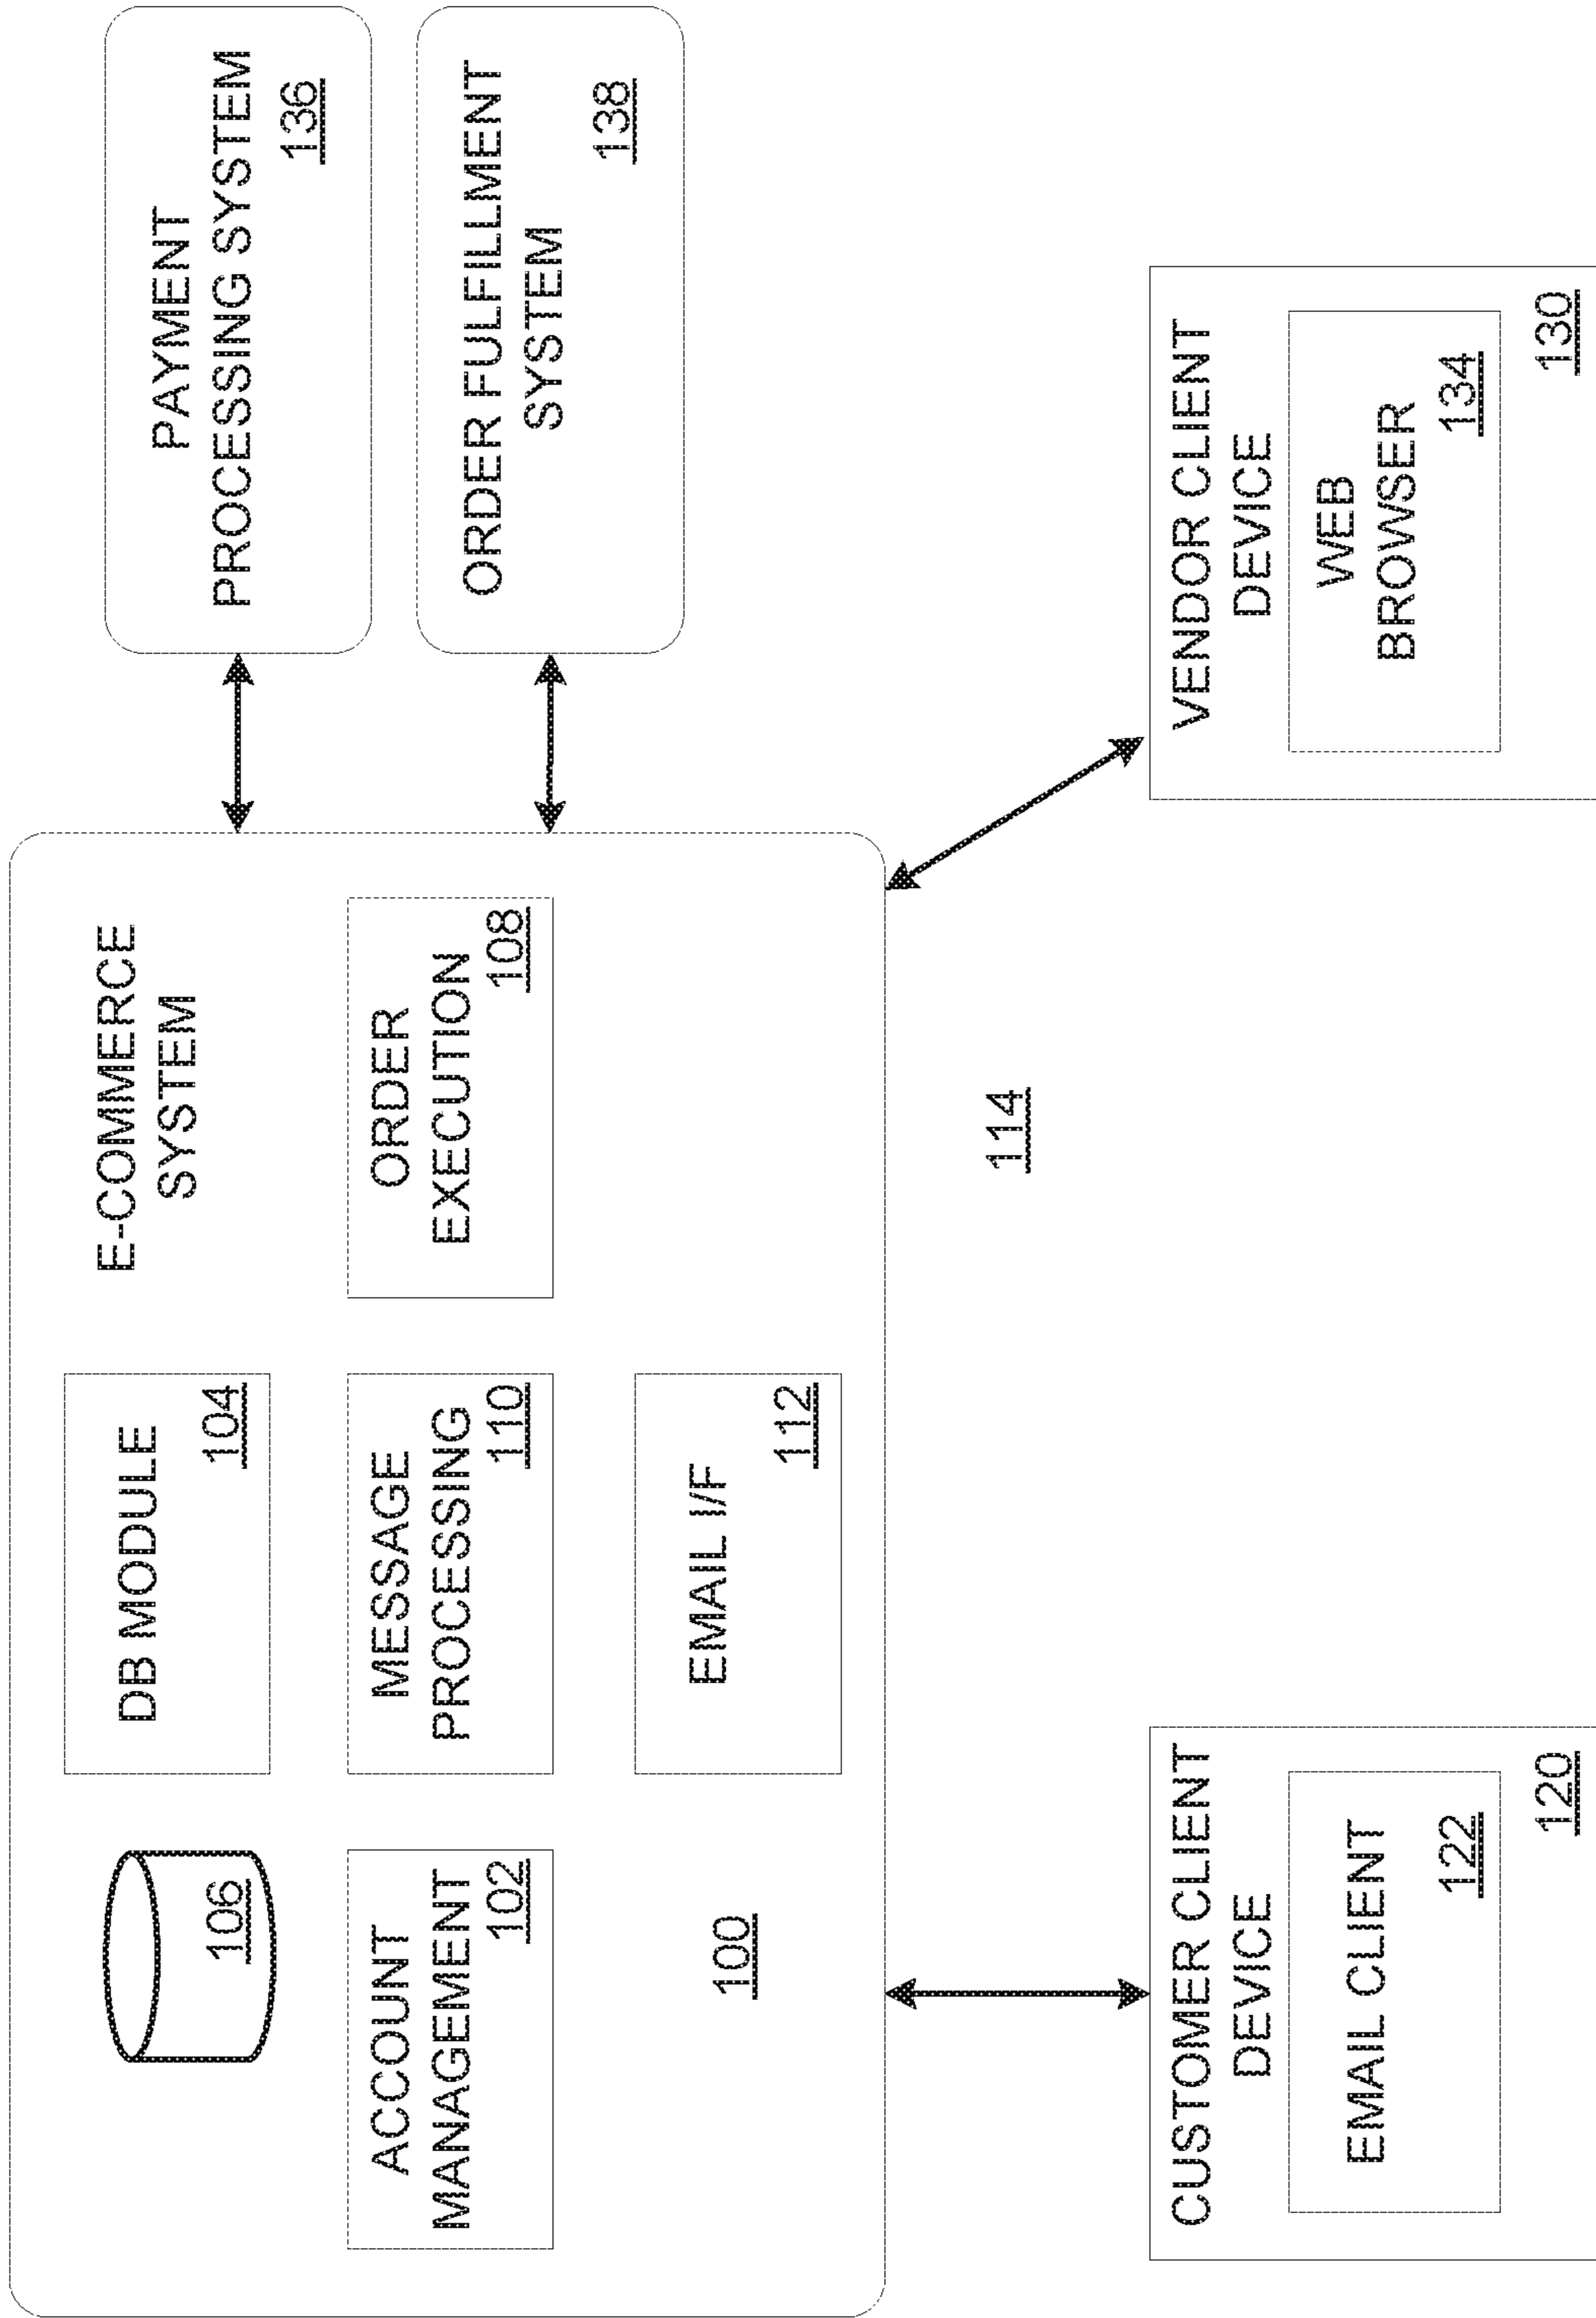 106
DB MODULE
104
E-COMMERCE
SYSTEM
PAYMENT
PROCESSING SYSTEM
136
ACCOUNT
MANAGEMENT
102
MESSAGE
PROCESSING
110
ORDER
EXECUTION
108
ORDER FULFILLMENT
SYSTEM
138
100
EMAIL I/F
112
114
CUSTOMER CLIENT
DEVICE
EMAIL CLIENT
122
120
VENDOR CLIENT
DEVICE
WEB
BROWSER
134
130